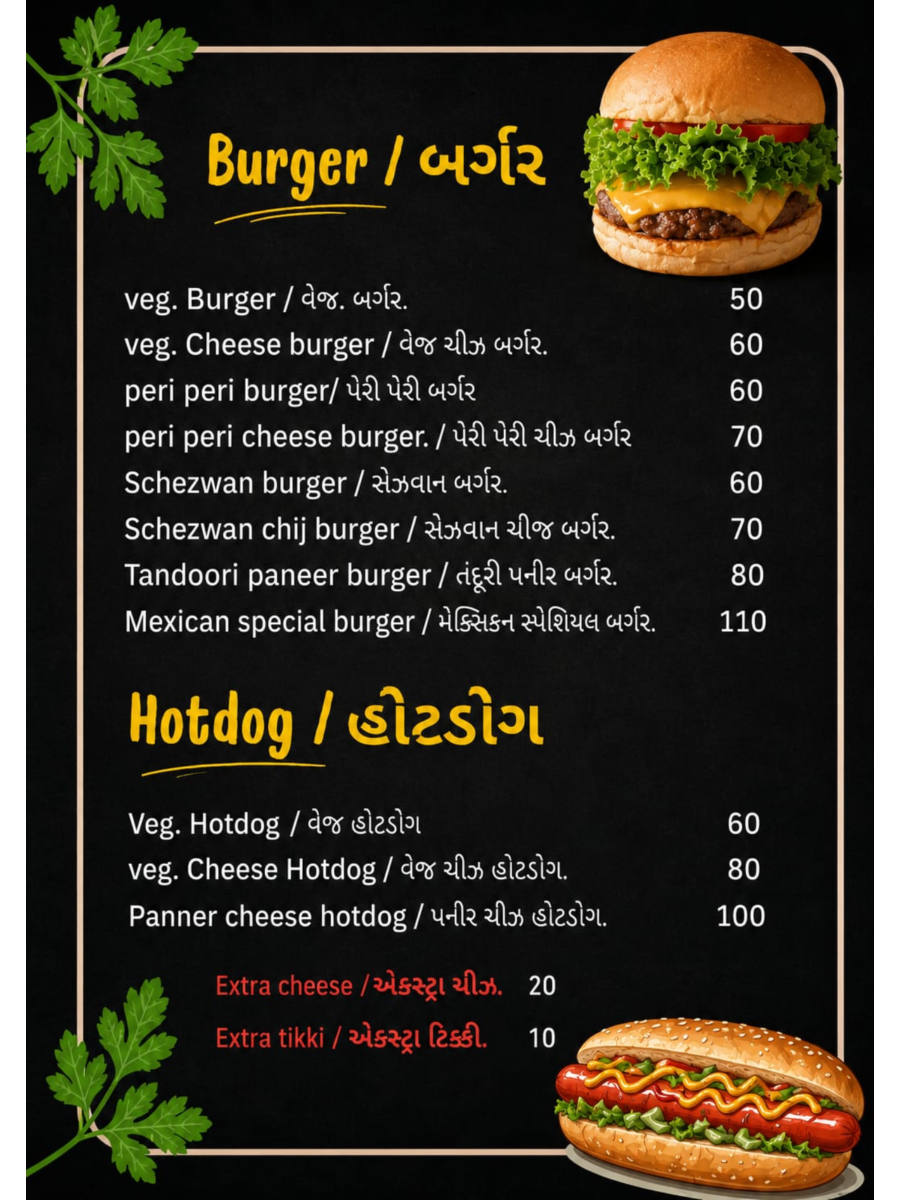 Burger / બર્ગર
veg. Burger / વેજ. બર્ગર. 50
veg. Cheese burger / વેજ ચીઝ બર્ગર. 60
peri peri burger/ પેરી પેરી બર્ગર 60
peri peri cheese burger. / પેરી પેરી ચીઝ બર્ગર 70
Schezwan burger / સેઝવાન બર્ગર. 60
Schezwan chij burger / સેઝવાન ચીજ બર્ગર. 70
Tandoori paneer burger / તંદૂરી પનીર બર્ગર. 80
Mexican special burger / મેક્સિકન સ્પેશિયલ બર્ગર. 110
Hotdog / હોટડોગ
Veg. Hotdog / વેજ હોટડોગ 60
veg. Cheese Hotdog / વેજ ચીઝ હોટડોગ. 80
Panner cheese hotdog / પનીર ચીઝ હોટડોગ. 100
Extra cheese / એકસ્ટ્રા ચીઝ. 20
Extra tikki / એકસ્ટ્રા ટિક્કી. 10